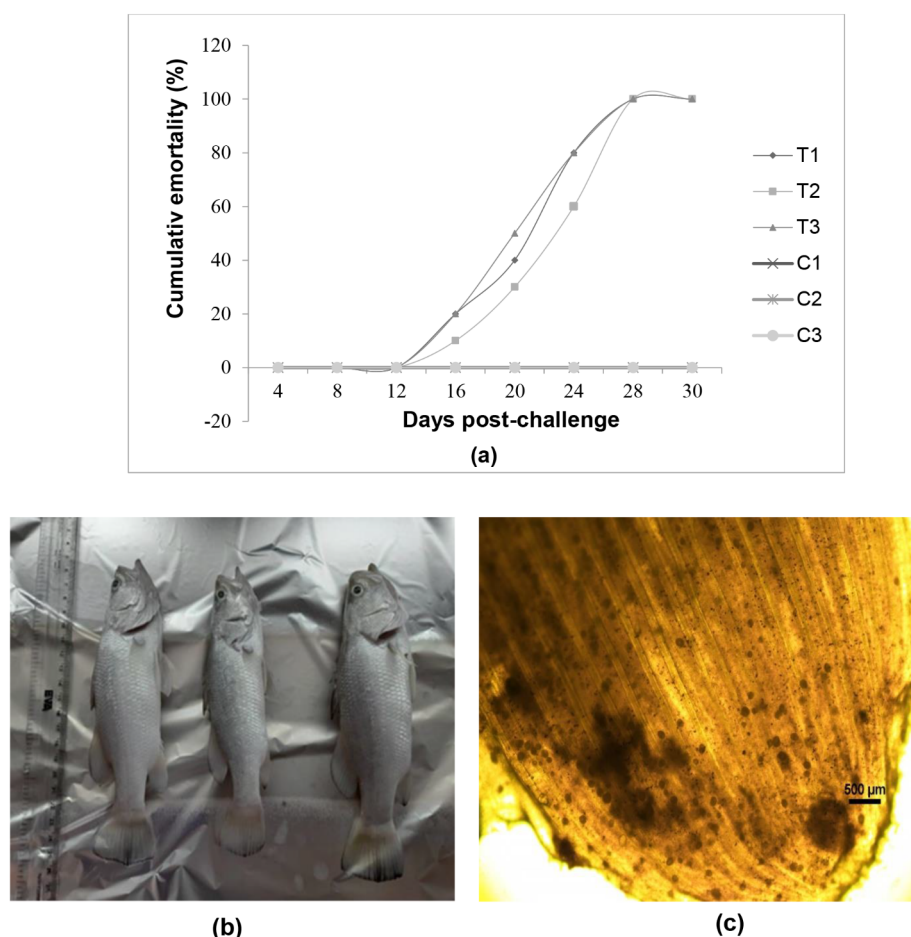 Cumulativ emortality (%)
120
100
80
60
40
20
0
-20
4 8 12 16 20 24 28 30
Days post-challenge
T1
T2
T3
C1
C2
C3
(a)
500 µm
(b)
(c)